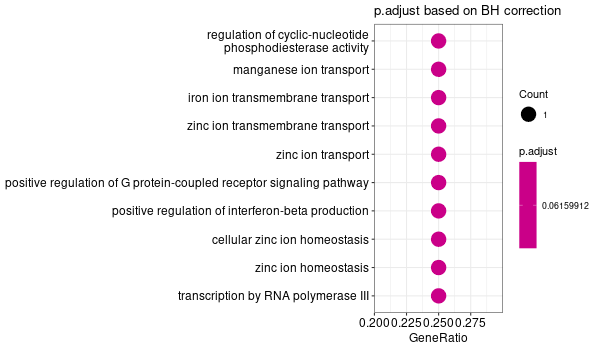 p.adjust based on BH correction
regulation of cyclic-nucleotide
phosphodiesterase activity
manganese ion transport
iron ion transmembrane transport
zinc ion transmembrane transport
zinc ion transport
positive regulation of G protein-coupled receptor signaling pathway
positive regulation of interferon-beta production
cellular zinc ion homeostasis
zinc ion homeostasis
transcription by RNA polymerase III
0.200 0.225 0.250 0.275
GeneRatio
Count
1
p.adjust
0.06159912